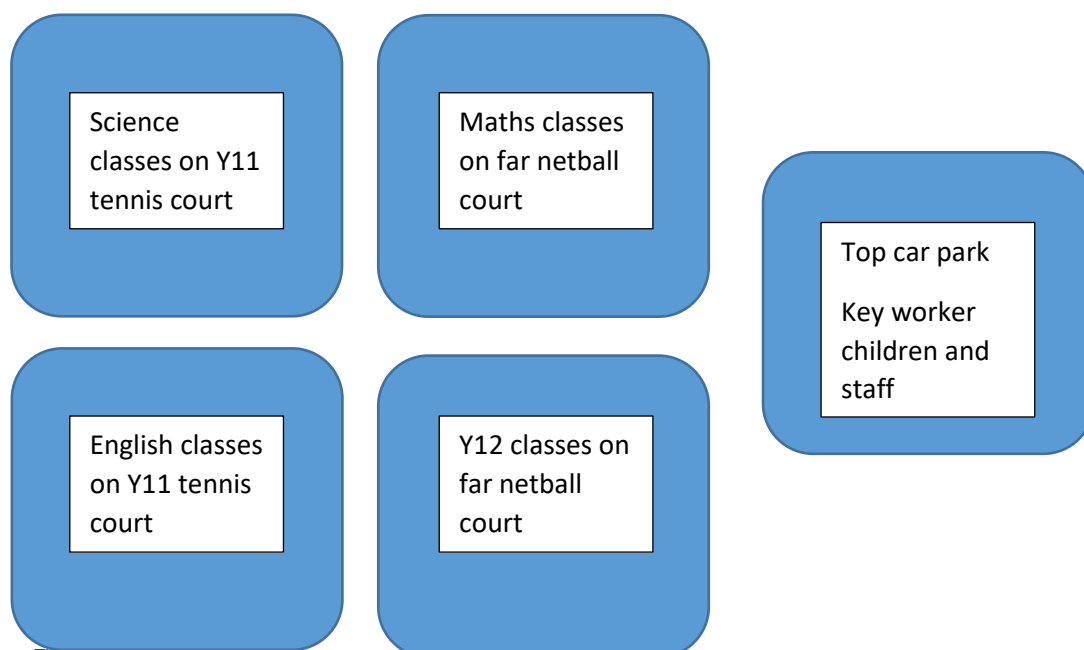 Science
classes on Y11
tennis court
Maths classes
on far netball
court
Top car park
Key worker
children and
staff
English classes
on Y11 tennis
court
Y12 classes on
far netball
court